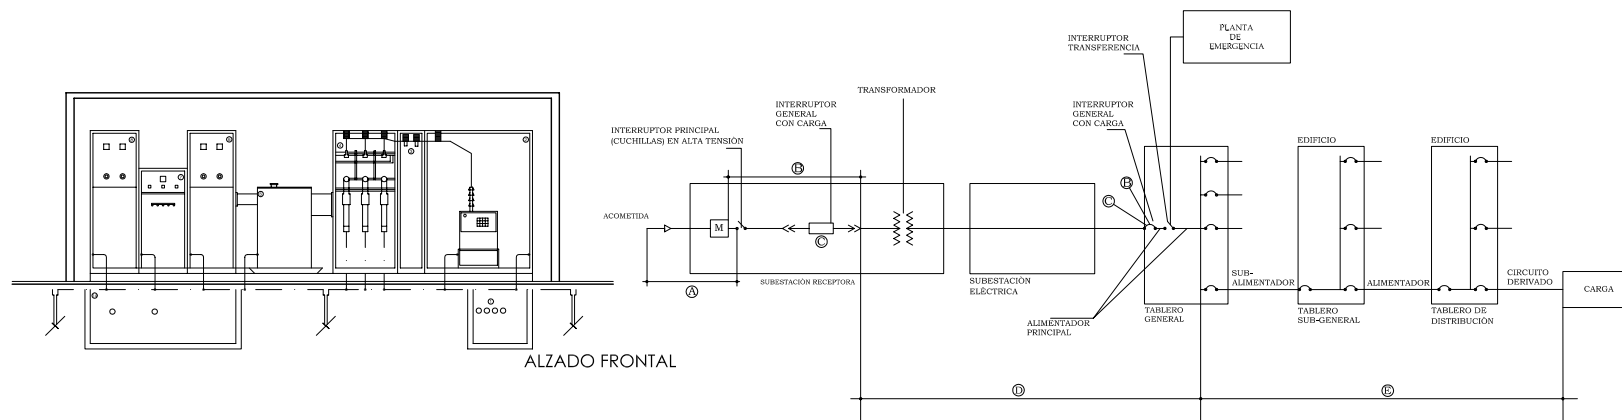 ALZADO FRONTAL
PLANTA
DE
EMERGENCIA
INTERRUPTOR
TRANSFERENCIA
TRANSFORMADOR
INTERRUPTOR
GENERAL
CON CARGA
INTERRUPTOR
GENERAL
CON CARGA
INTERRUPTOR PRINCIPAL
(CUCHILLAS) EN ALTA TENSIÓN
EDIFICIO
EDIFICIO
B
B
C
ACOMETIDA
M
C
A
SUBESTACIÓN RECEPTORA
SUBESTACIÓN
ELÉCTRICA
SUB-
ALIMENTADOR
ALIMENTADOR
CIRCUITO
DERIVADO
CARGA
ALIMENTADOR
PRINCIPAL
TABLERO
GENERAL
TABLERO
SUB-GENERAL
TABLERO DE
DISTRIBUCIÓN
D
E